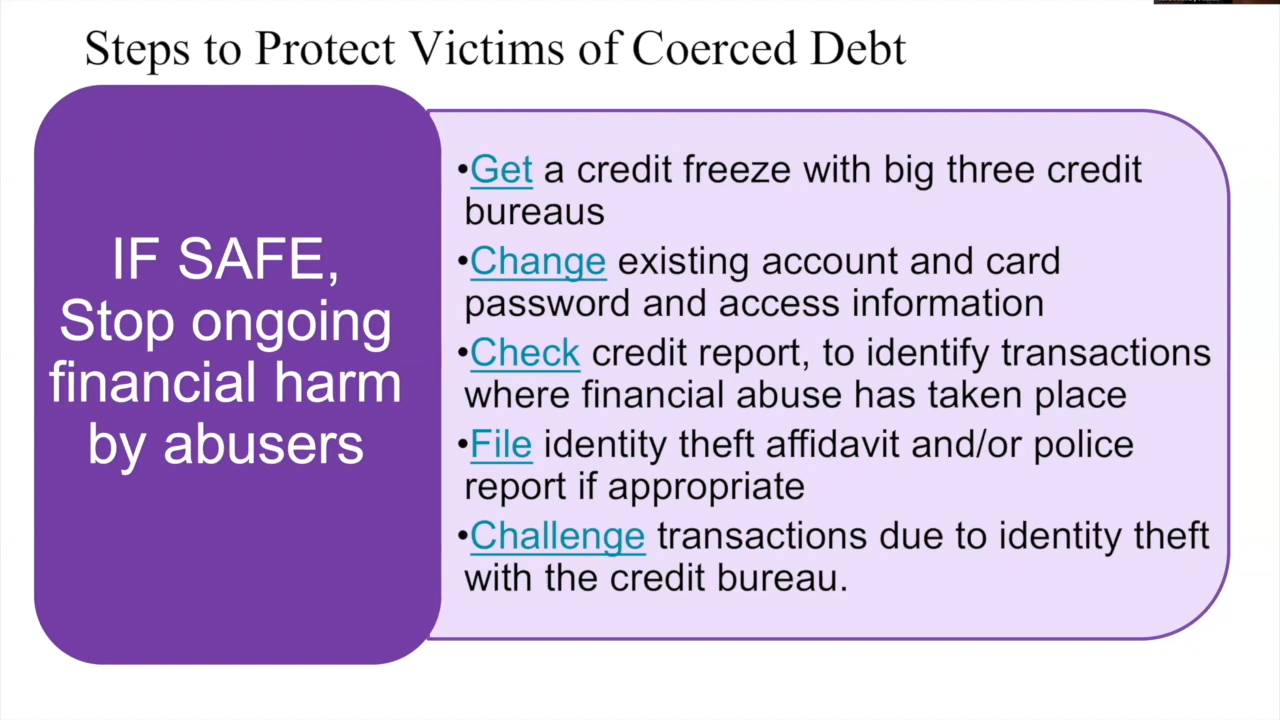 Steps to Protect Victims of Coerced Debt
IF SAFE,
Stop ongoing
financial harm
by abusers
•Get a credit freeze with big three credit
bureaus
•Change existing account and card
password and access information
•Check credit report, to identify transactions
where financial abuse has taken place
•File identity theft affidavit and/or police
report if appropriate
•Challenge transactions due to identity theft
with the credit bureau.